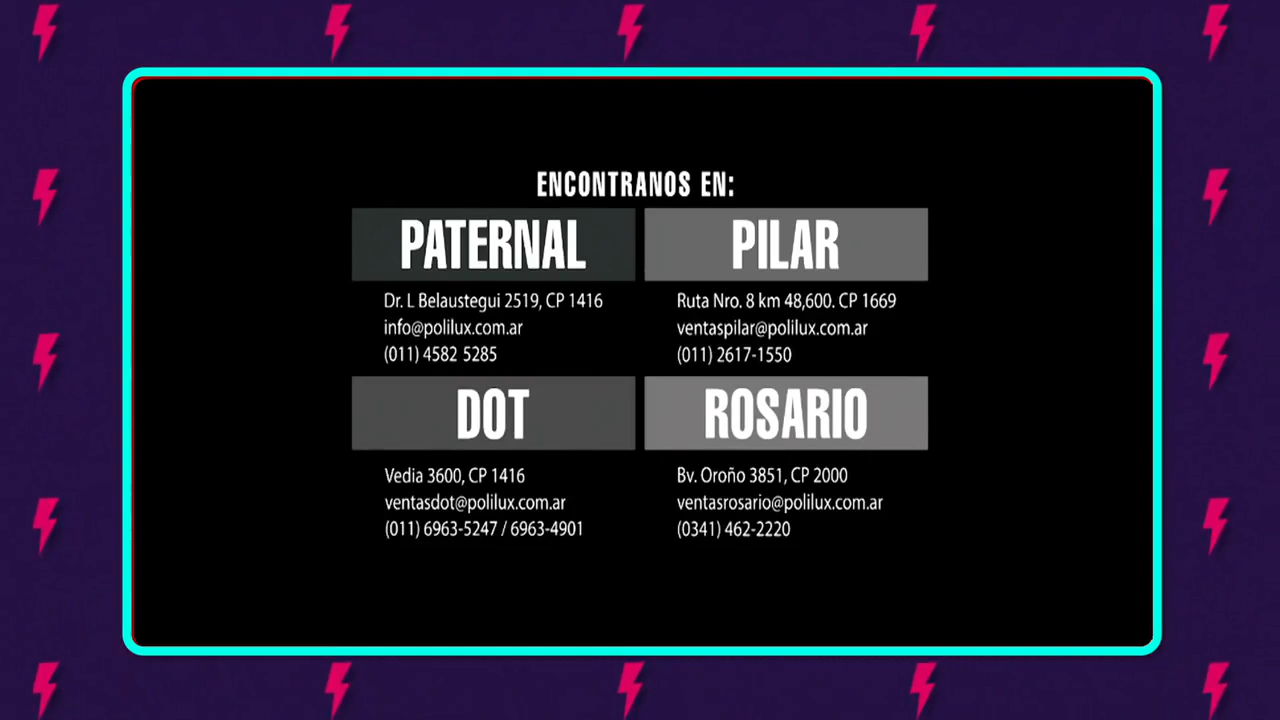 ENCONTRANOS EN:
PATERNAL
Dr. L Belaustegui 2519, CP 1416
info@polilux.com.ar
(011) 4582 5285
PILAR
Ruta Nro. 8 km 48,600. CP 1669
ventaspilar@polilux.com.ar
(011) 2617-1550
DOT
Vedia 3600, CP 1416
ventasdot@polilux.com.ar
(011) 6963-5247 / 6963-4901
ROSARIO
Bv. Oroño 3851, CP 2000
ventasrosario@polilux.com.ar
(0341) 462-2220